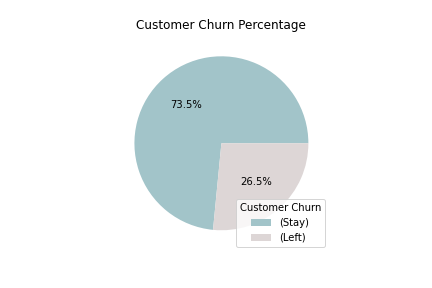 Customer Churn Percentage
73.5%
26.5%
Customer Churn
(Stay)
(Left)